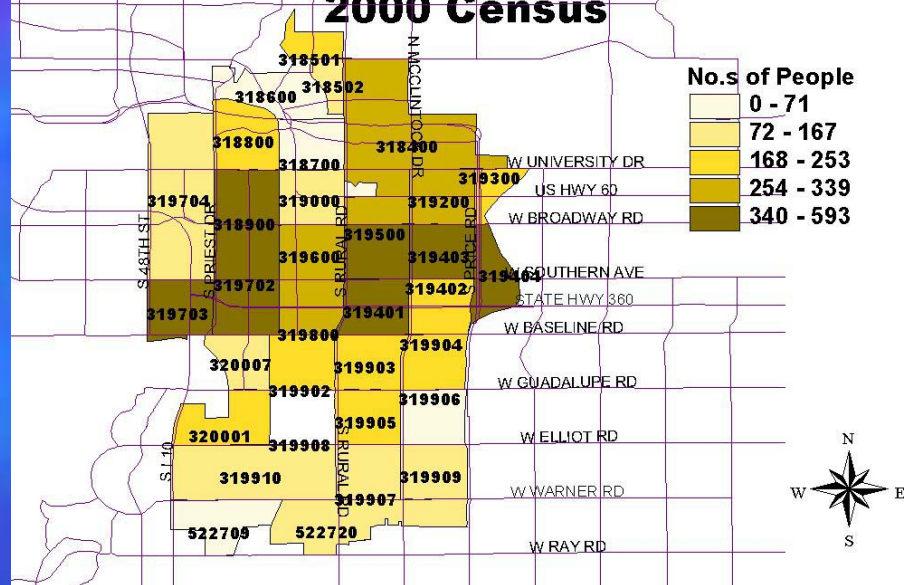 2000 Census
No.s of People
0 - 71
72 - 167
168 - 253
254 - 339
340 - 593
318501
318502
318600
N MCCLINTOCK DR
318800
318400
318700
W UNIVERSITY DR
319300
US HWY 60
319704
319000
319200
W BROADWAY RD
318900
319500
S 48TH ST
S PRIEST DR
S RURAL RD
S PRICE RD
319600
319403
319404
W SOUTHERN AVE
319702
319402
STATE HWY 360
319703
319401
W BASELINE RD
319800
319904
320007
319903
W GUADALUPE RD
319902
319906
319905
320001
W ELLIOT RD
319908
S I 10
S RURAL RD
319910
319909
W WARNER RD
319907
522709
522720
W RAY RD
N
W
E
S